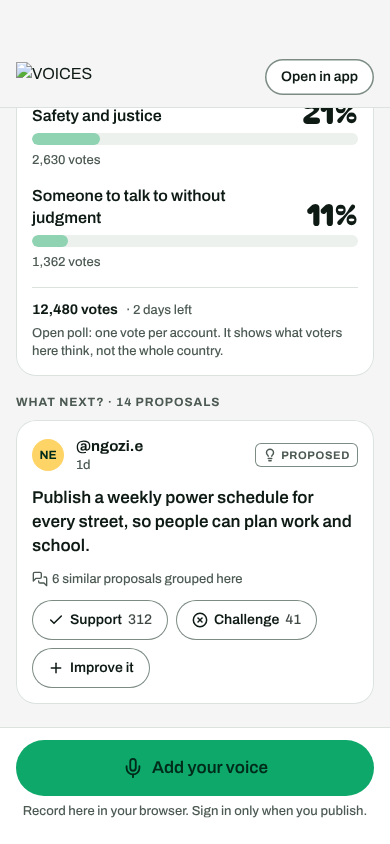 VOICES
Open in app
Safety and justice 21%
2,630 votes
Someone to talk to without
judgment 11%
1,362 votes
12,480 votes · 2 days left
Open poll: one vote per account. It shows what voters
here think, not the whole country.
WHAT NEXT? · 14 PROPOSALS
NE @ngozi.e
1d
PROPOSED
Publish a weekly power schedule for
every street, so people can plan work and
school.
6 similar proposals grouped here
Support 312
Challenge 41
Improve it
Add your voice
Record here in your browser. Sign in only when you publish.